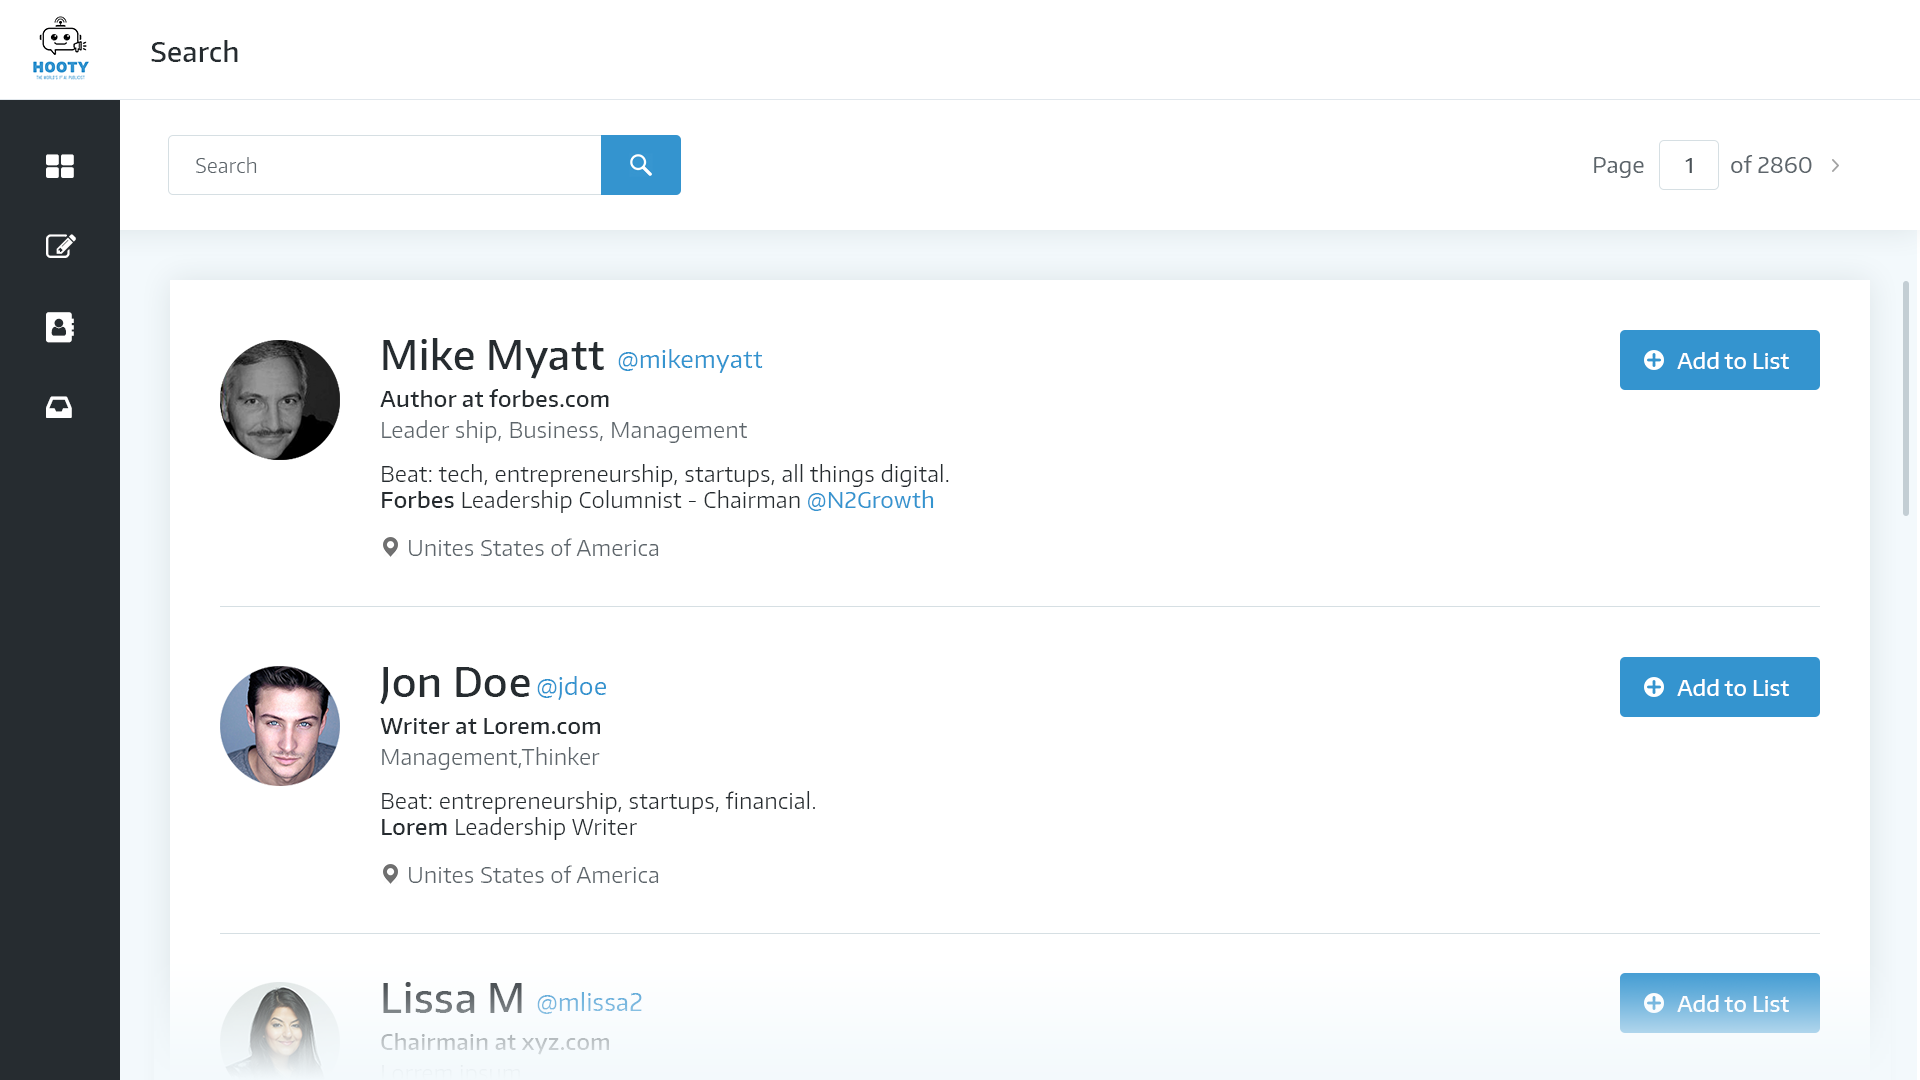 HOOTY
Search
Search
Page 1 of 2860
Mike Myatt @mikemyatt
Add to List
Author at forbes.com
Leader ship, Business, Management
Beat: tech, entrepreneurship, startups, all things digital.
Forbes Leadership Columnist - Chairman @N2Growth
Unites States of America
Jon Doe @jdoe
Add to List
Writer at Lorem.com
Management,Thinker
Beat: entrepreneurship, startups, financial.
Lorem Leadership Writer
Unites States of America
Lissa M @mlissa2
Add to List
Chairmain at xyz.com